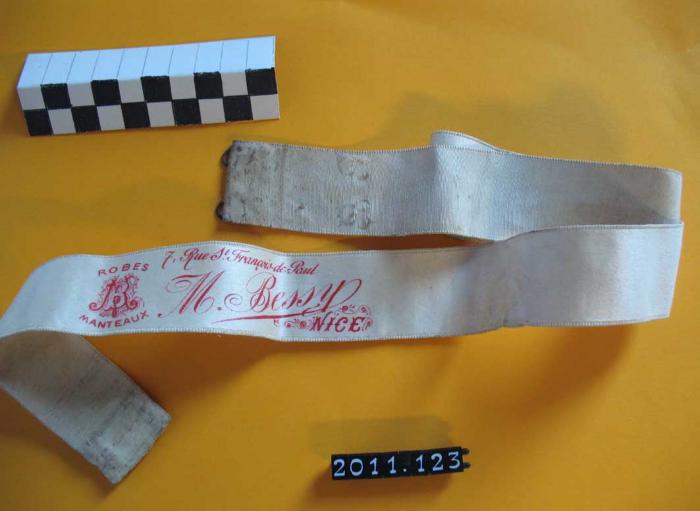 ROBES
MANTEAUX
7, Rue St François-de-Paul
M. Bessy
NICE
2011.123